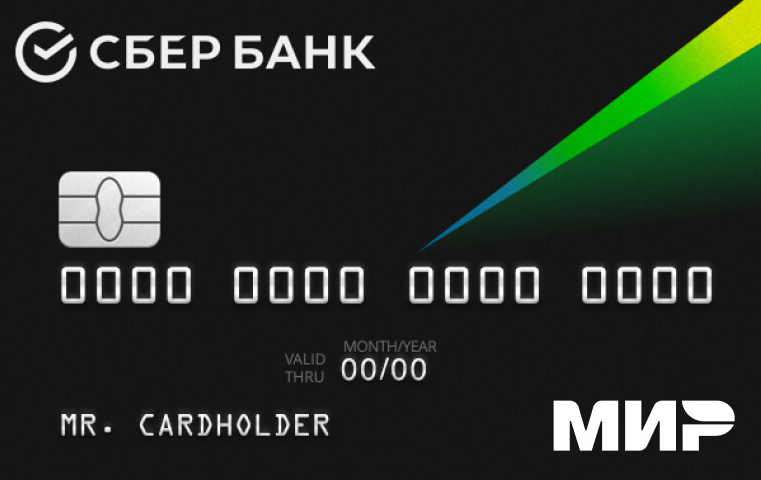 СБЕР БАНК
0000 0000 0000 0000
MONTH/YEAR
VALID THRU 00/00
MR. CARDHOLDER
МИР